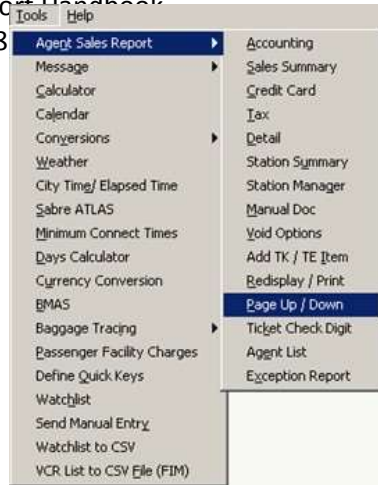 Tools Help
Agent Sales Report
Message
Calculator
Calendar
Conversions
Weather
City Time/ Elapsed Time
Sabre ATLAS
Minimum Connect Times
Days Calculator
Currency Conversion
BMAS
Baggage Tracing
Passenger Facility Charges
Define Quick Keys
Watchlist
Send Manual Entry
Watchlist to CSV
VCR List to CSV File (FIM)
Accounting
Sales Summary
Credit Card
Tax
Detail
Station Summary
Station Manager
Manual Doc
Void Options
Add TK / TE Item
Redisplay / Print
Page Up / Down
Ticket Check Digit
Agent List
Exception Report